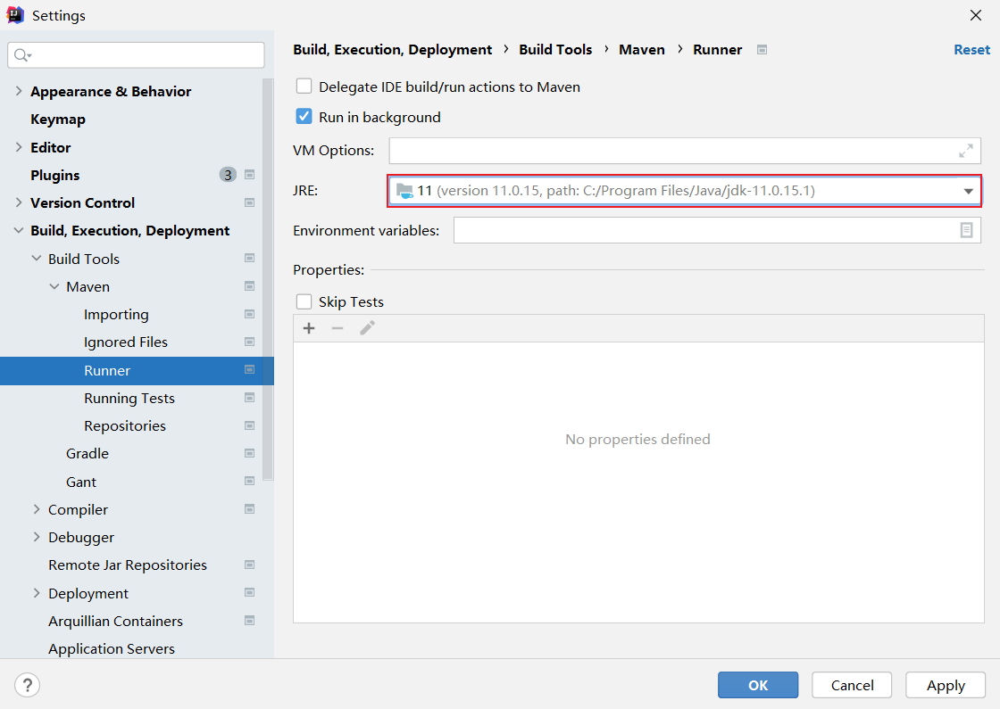 Settings
Build, Execution, Deployment › Build Tools › Maven › Runner
Reset
Appearance & Behavior
Keymap
Editor
Plugins 3
Version Control
Build, Execution, Deployment
Build Tools
Maven
Importing
Ignored Files
Runner
Running Tests
Repositories
Gradle
Gant
Compiler
Debugger
Remote Jar Repositories
Deployment
Arquillian Containers
Application Servers
Delegate IDE build/run actions to Maven
Run in background
VM Options:
JRE: 11 (version 11.0.15, path: C:/Program Files/Java/jdk-11.0.15.1)
Environment variables:
Properties:
Skip Tests
No properties defined
?
OK Cancel Apply